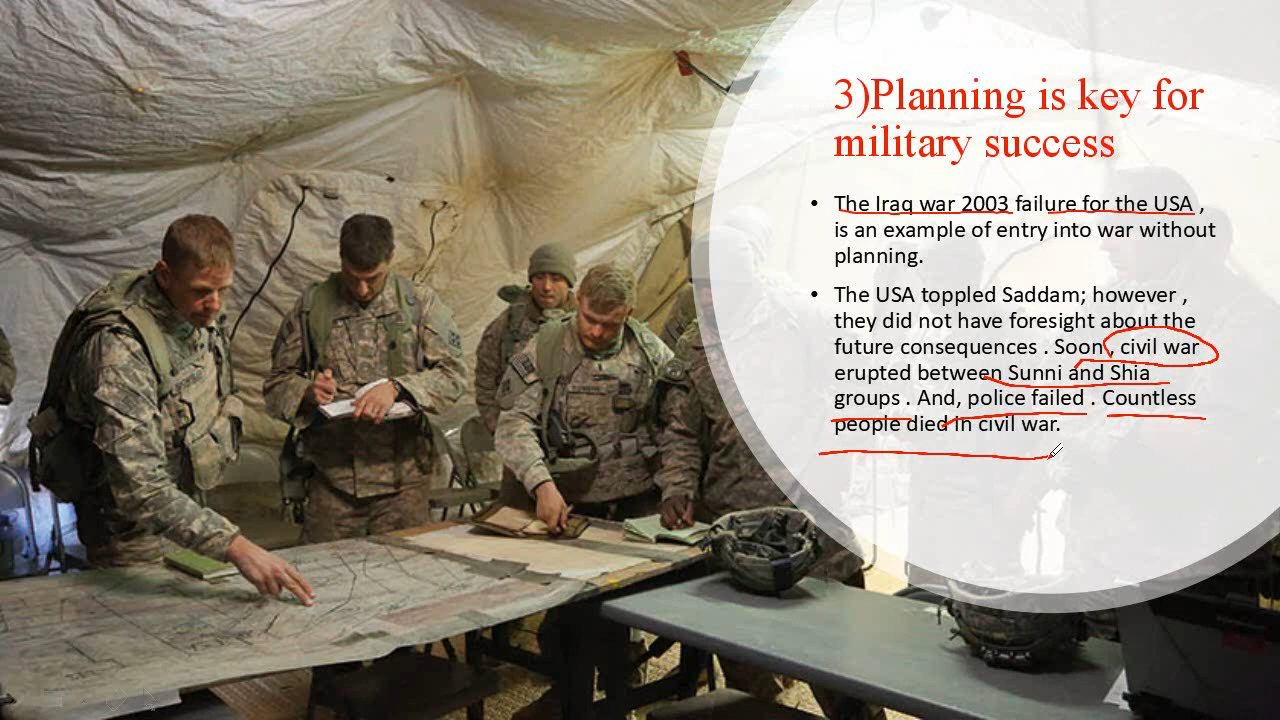 3)Planning is key for
military success
• The Iraq war 2003 failure for the USA ,
is an example of entry into war without
planning.
• The USA toppled Saddam; however ,
they did not have foresight about the
future consequences . Soon , civil war
erupted between Sunni and Shia
groups . And, police failed . Countless
people died in civil war.